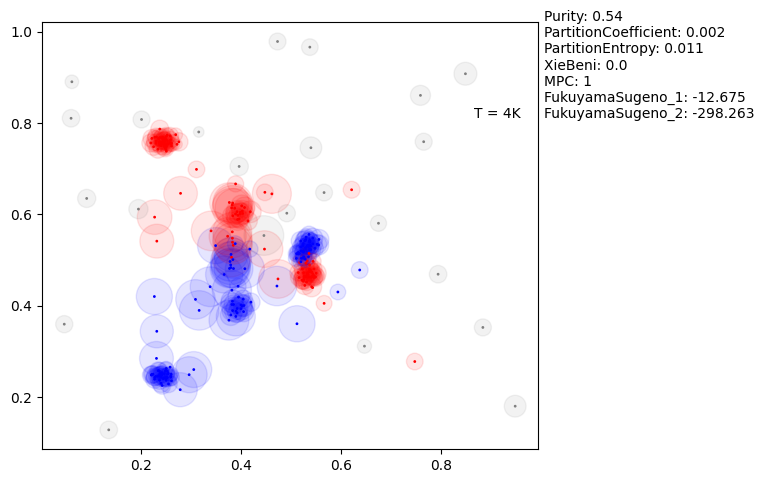 Purity: 0.54
PartitionCoefficient: 0.002
PartitionEntropy: 0.011
XieBeni: 0.0
MPC: 1
FukuyamaSugeno_1: -12.675
FukuyamaSugeno_2: -298.263
T = 4K
1.0
0.8
0.6
0.4
0.2
0.2
0.4
0.6
0.8